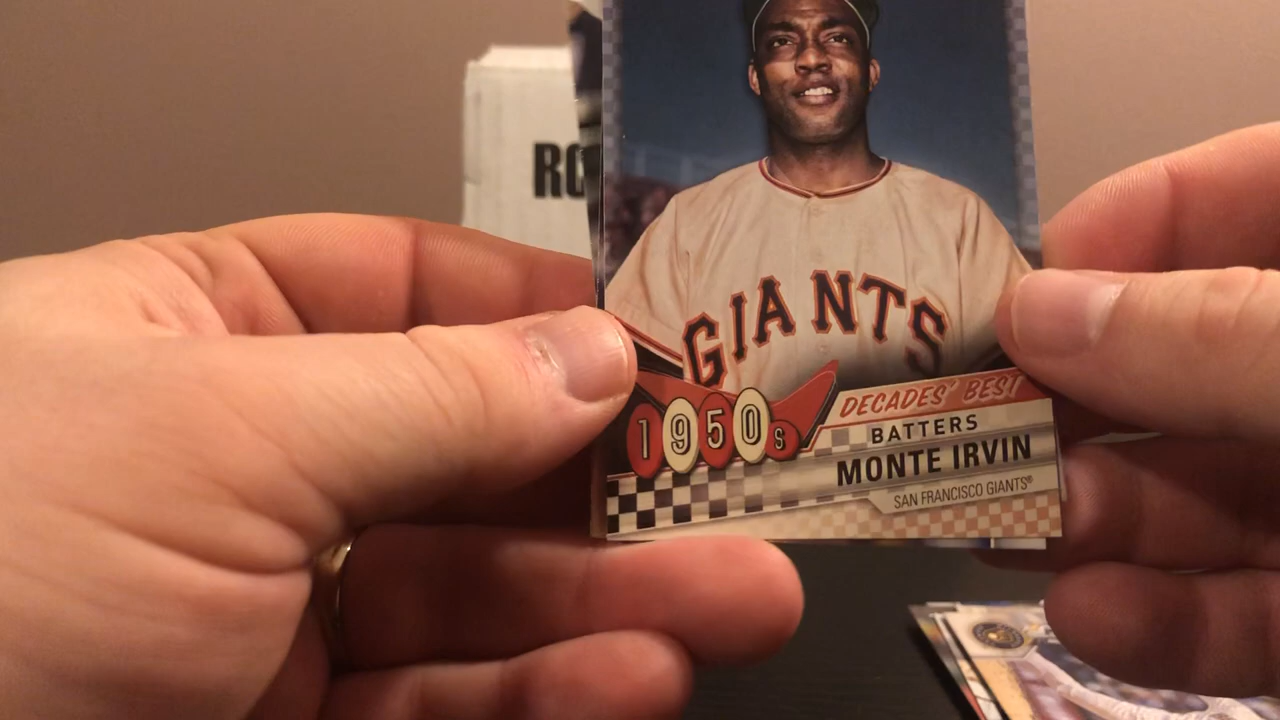 RO
GIANTS
1950s
DECADES' BEST
BATTERS
MONTE IRVIN
SAN FRANCISCO GIANTS®